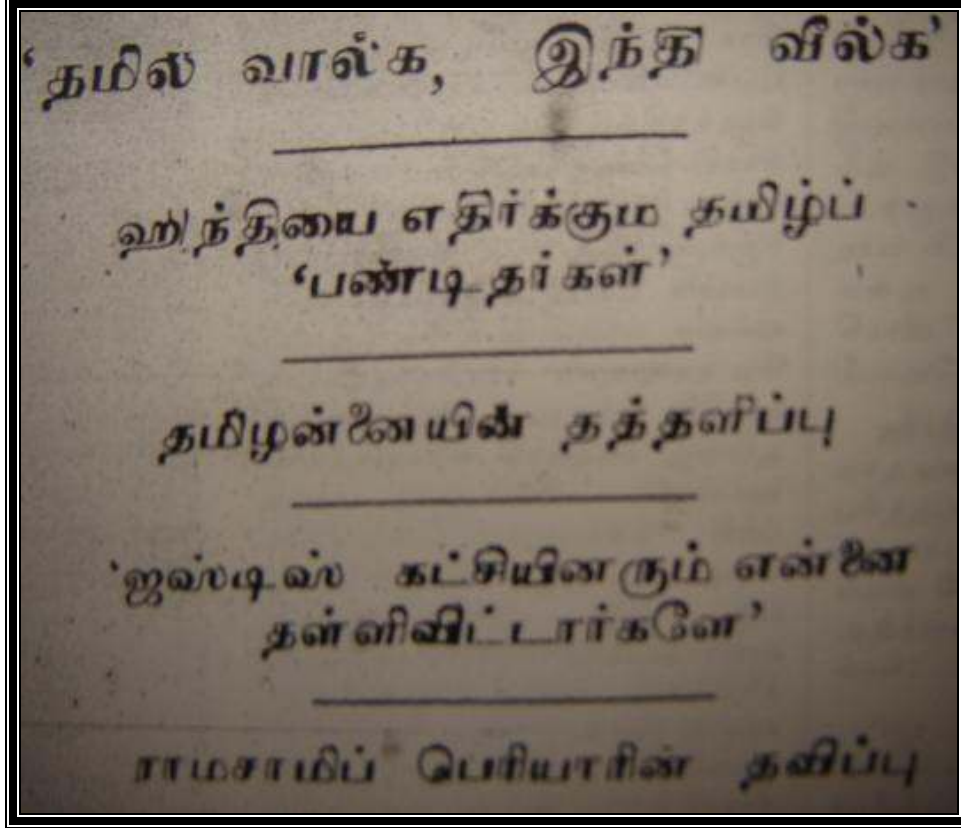 ‘தமில வால்க, இந்தி வீல்க’
ஹிந்தியை எதிர்க்கும தமிழ்ப்
‘பண்டிதர்கள்’
தமிழன்னையின் தத்தளிப்பு
‘ஜஸ்டிஸ் கட்சியினரும் என்னை
தள்ளிவிட்டார்களே’
ராமசாமிப் பெரியாரின் தவிப்பு